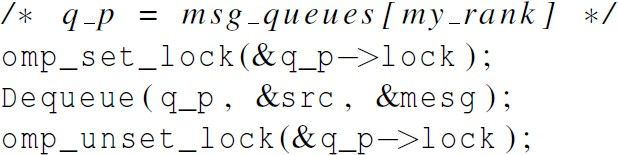 /* q_p = msg_queues[my_rank] */
omp_set_lock(&q_p->lock);
Dequeue(q_p, &src, &mesg);
omp_unset_lock(&q_p->lock);